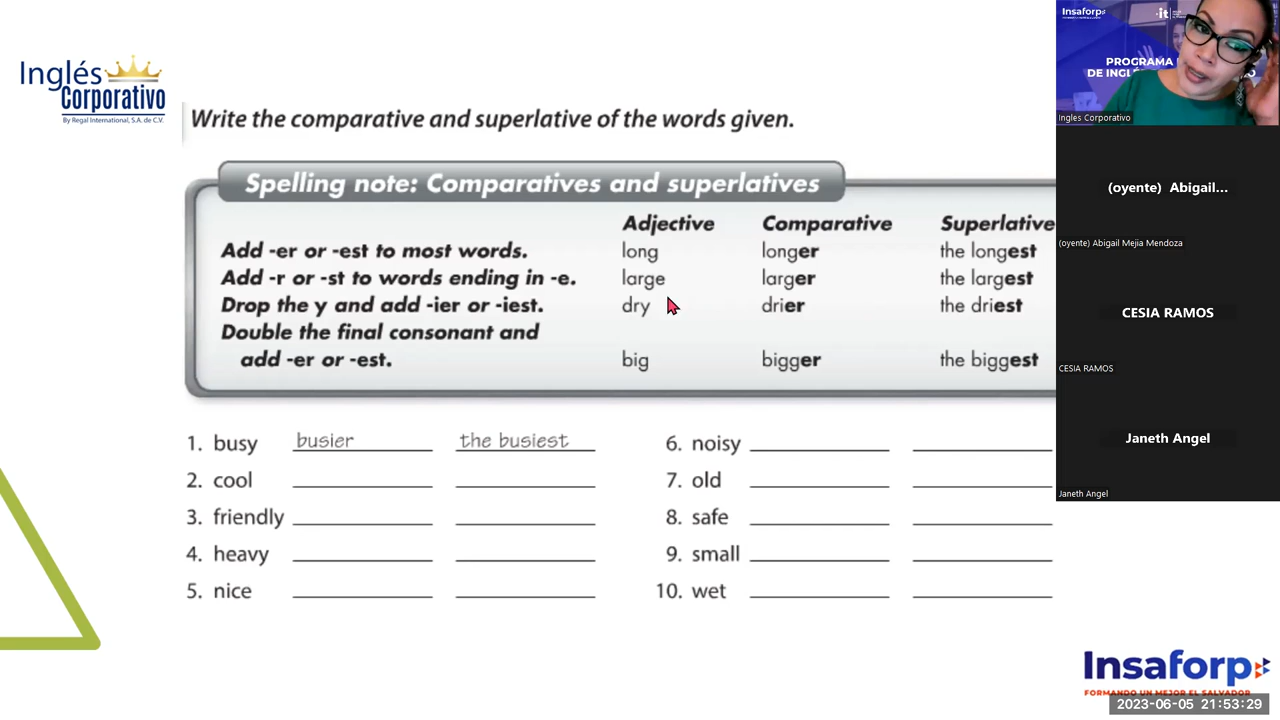 Inglés
Corporativo
By Regal International, S.A. de C.V.
Write the comparative and superlative of the words given.
Spelling note: Comparatives and superlatives
Adjective Comparative Superlative
Add -er or -est to most words. long longer the longest
Add -r or -st to words ending in -e. large larger the largest
Drop the y and add -ier or -iest. dry drier the driest
Double the final consonant and
add -er or -est. big bigger the biggest
1. busy busier the busiest 6. noisy
2. cool 7. old
3. friendly 8. safe
4. heavy 9. small
5. nice 10. wet
Insaforp
it
PROGRAMA
DE INGL
Ingles Corporativo
(oyente) Abigail...
(oyente) Abigail Mejia Mendoza
CESIA RAMOS
CESIA RAMOS
Janeth Angel
Janeth Angel
Insaforp
FORMANDO UN MEJOR EL SALVADOR
2023-06-05 21:53:29